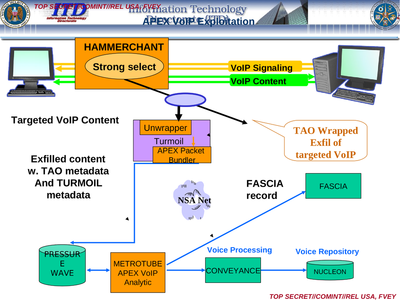 TOP SECRET//COMINT//REL USA, FVEY
Information Technology
ITD
Information Technology
Directorate
Directorate (ITD)
APEX VoIP Exploitation
HAMMERCHANT
Strong select
VoIP Signaling
VoIP Content
Targeted VoIP Content
Unwrapper
Turmoil
APEX Packet
Bundler
TAO Wrapped
Exfil of
targeted VoIP
Exfilled content
w. TAO metadata
And TURMOIL
metadata
NSA Net
FASCIA
record
FASCIA
PRESSUR
E
WAVE
METROTUBE
APEX VoIP
Analytic
Voice Processing
CONVEYANCE
Voice Repository
NUCLEON
TOP SECRET//COMINT//REL USA, FVEY